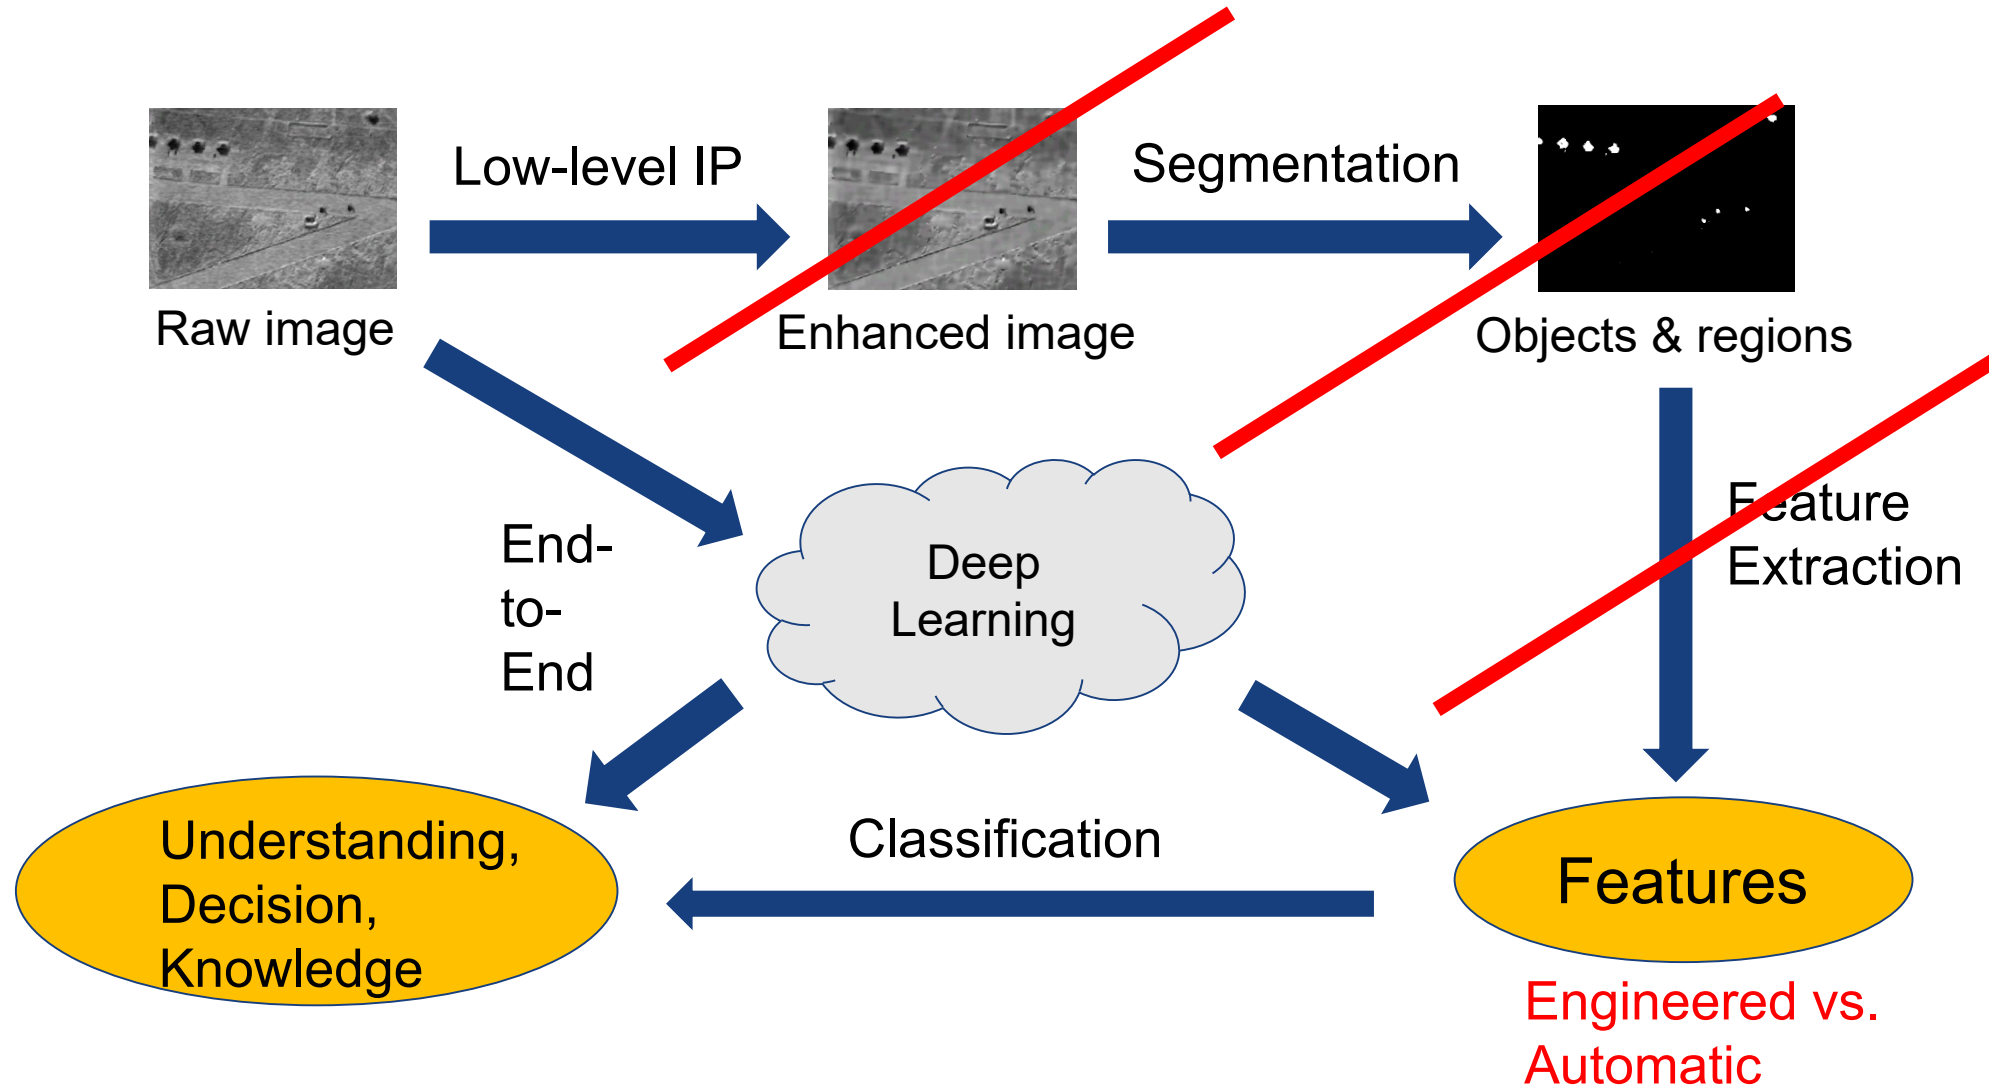 Low-level IP
Segmentation
Raw image
Enhanced image
Objects & regions
Feature
Extraction
End-
to-
End
Deep
Learning
Classification
Understanding,
Decision,
Knowledge
Features
Engineered vs.
Automatic